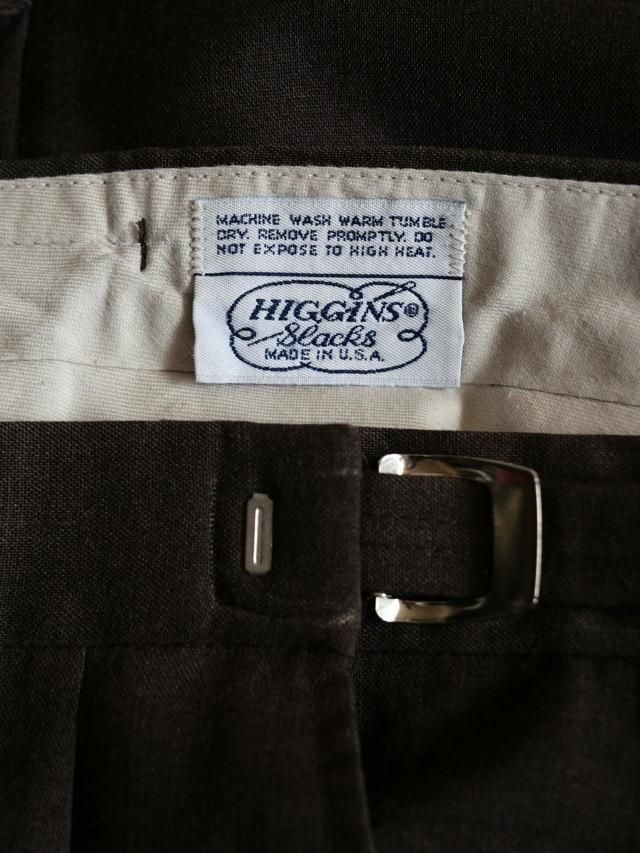 MACHINE WASH WARM TUMBLE
DRY. REMOVE PROMPTLY. DO
NOT EXPOSE TO HIGH HEAT.
HIGGiNS®
Slacks
MADE IN U.S.A.